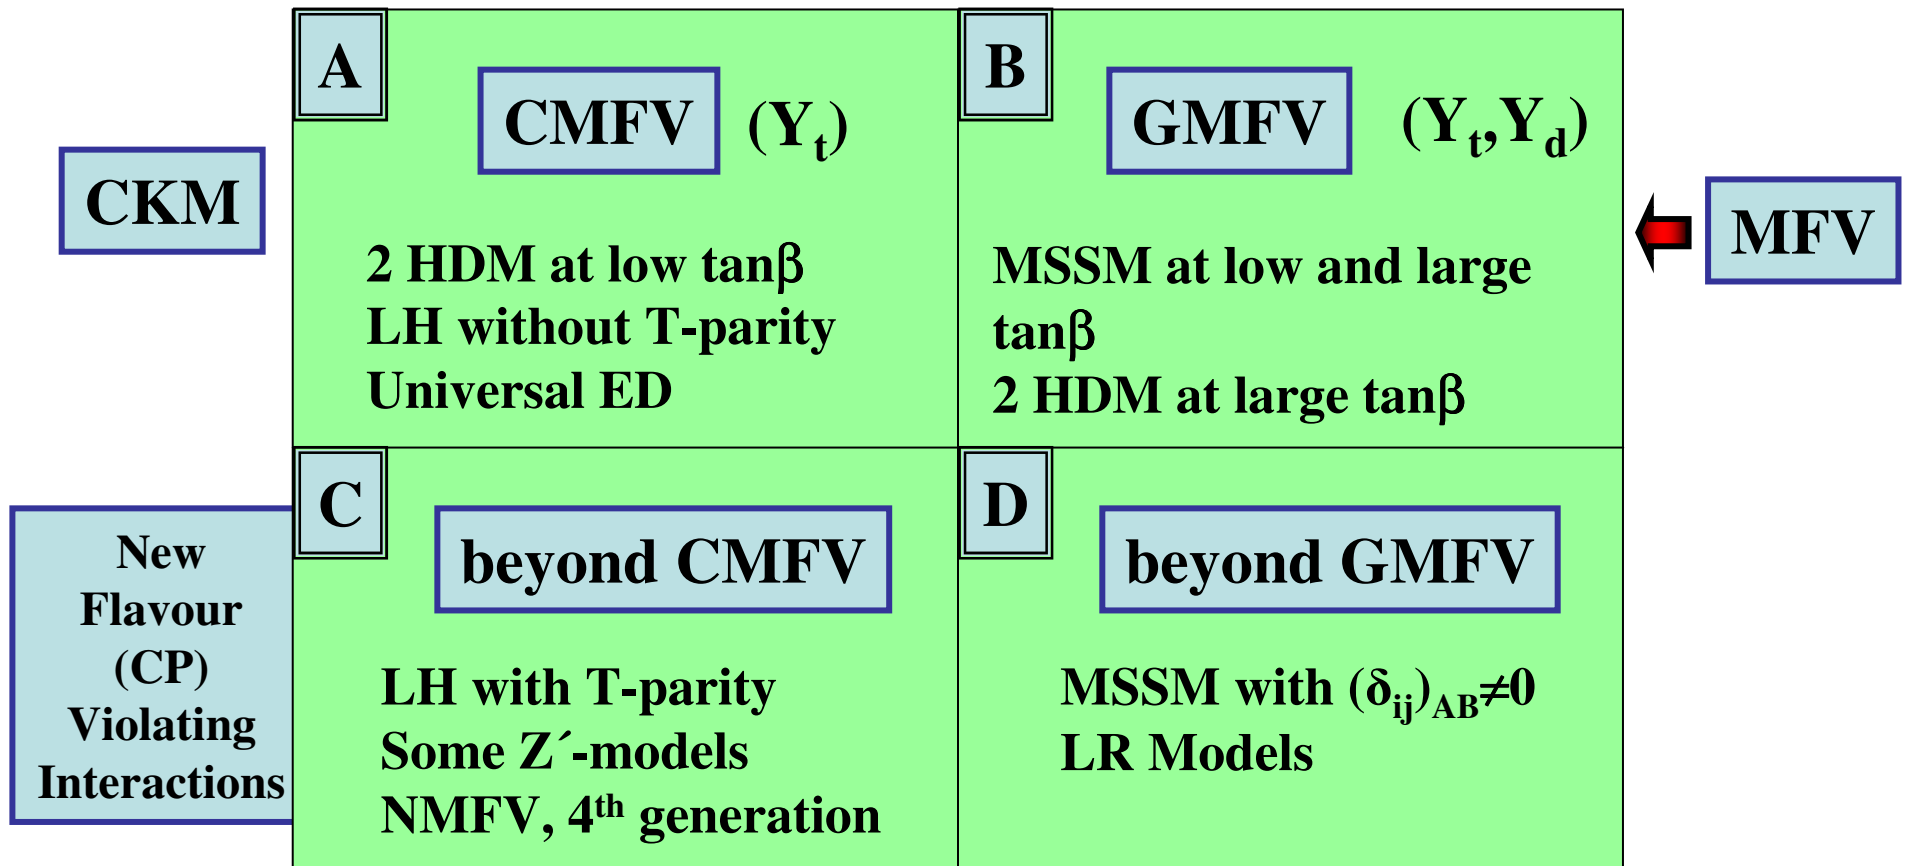 A
B
CMFV (Yt)
GMFV (Yt,Yd)
CKM
MFV
2 HDM at low tanβ
LH without T-parity
Universal ED
MSSM at low and large
tanβ
2 HDM at large tanβ
C
D
beyond CMFV
beyond GMFV
New
Flavour
(CP)
Violating
Interactions
LH with T-parity
Some Z´-models
NMFV, 4th generation
MSSM with (δij)AB≠0
LR Models